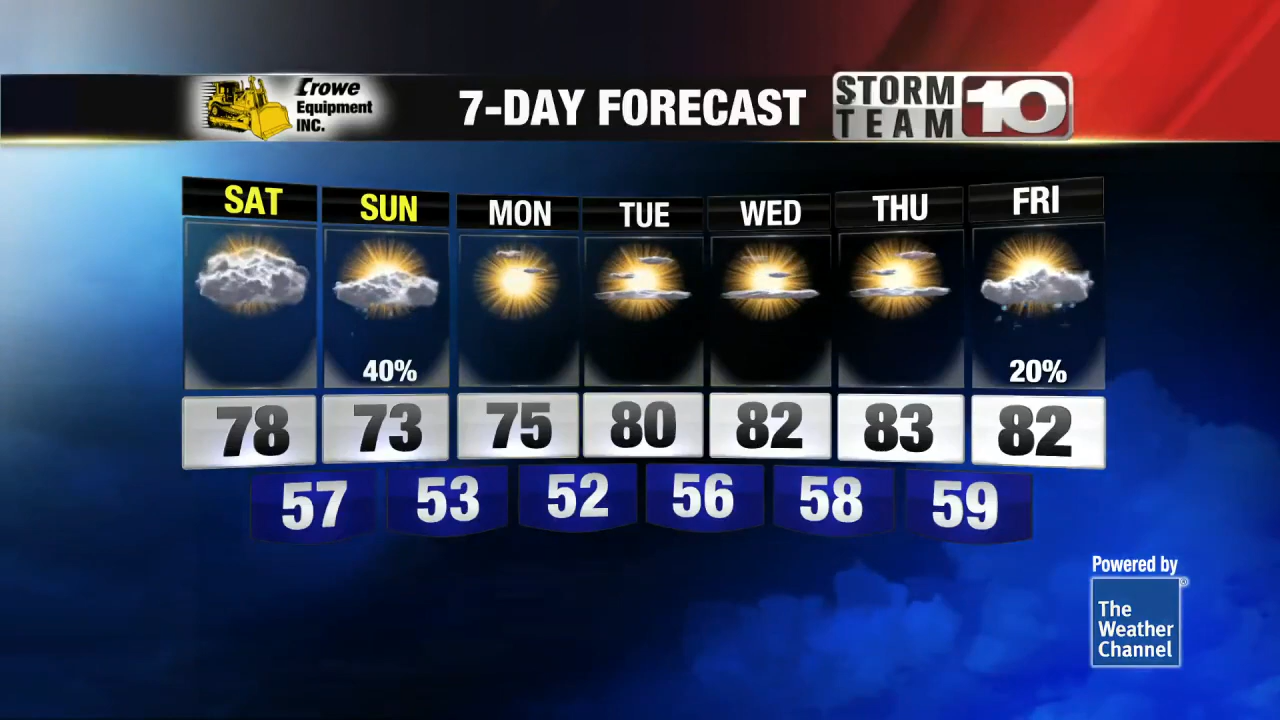 Crowe
Equipment
INC.
7-DAY FORECAST
STORM
TEAM
10
SAT SUN MON TUE WED THU FRI
40% 20%
78 73 75 80 82 83 82
57 53 52 56 58 59
Powered by
The
Weather
Channel®